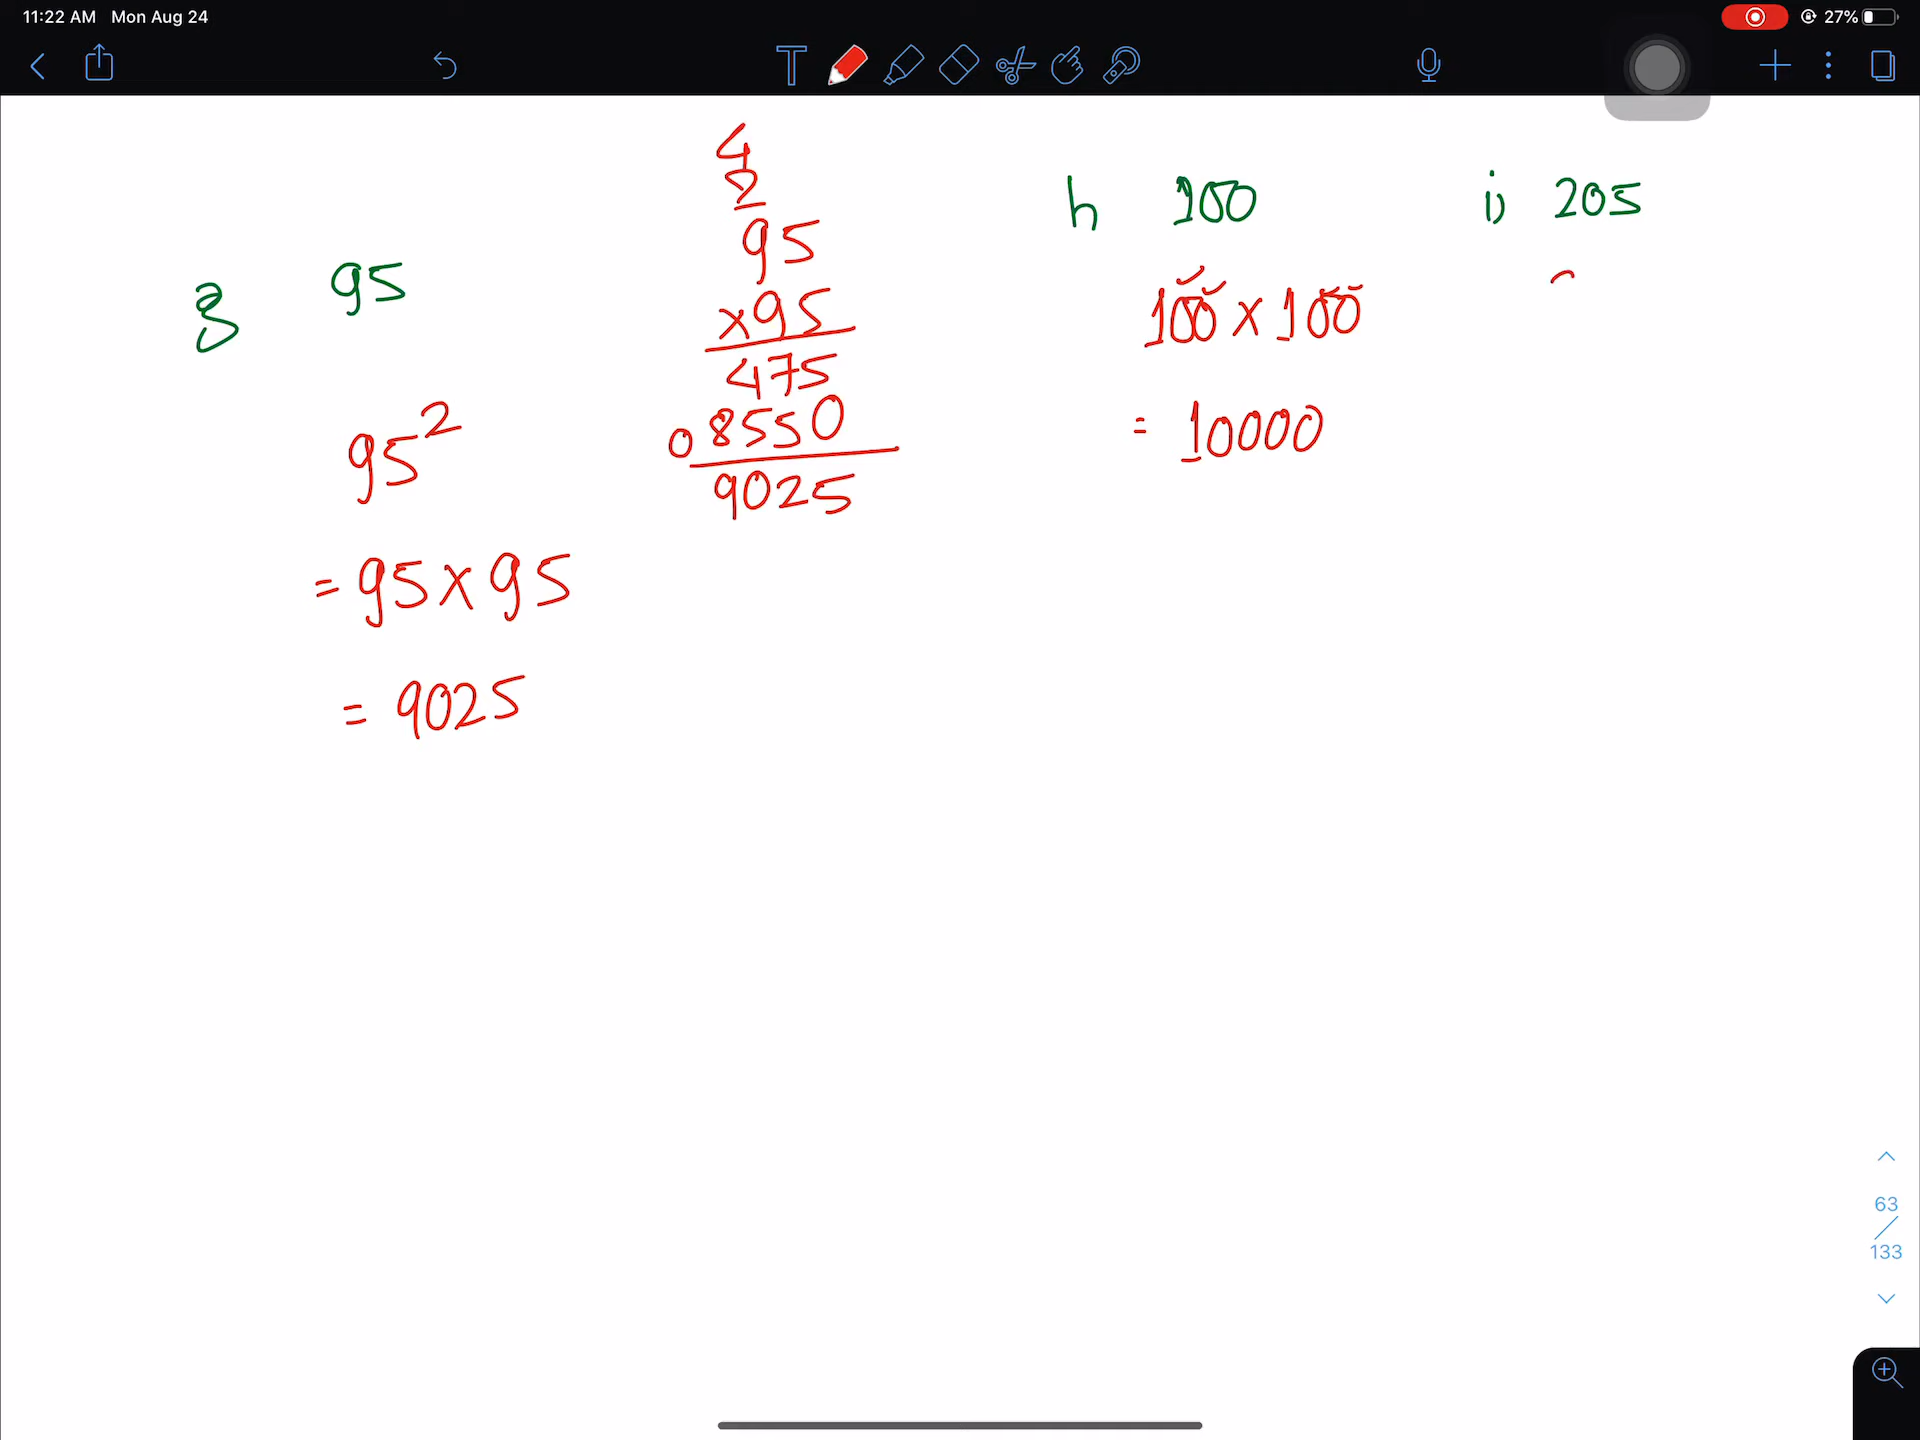 11:22 AM Mon Aug 24
27%
g 95
95²
= 95 x 95
= 9025
4
2
95
x95
475
08550
9025
h 100
100 x 100
= 10000
i) 205
63
133